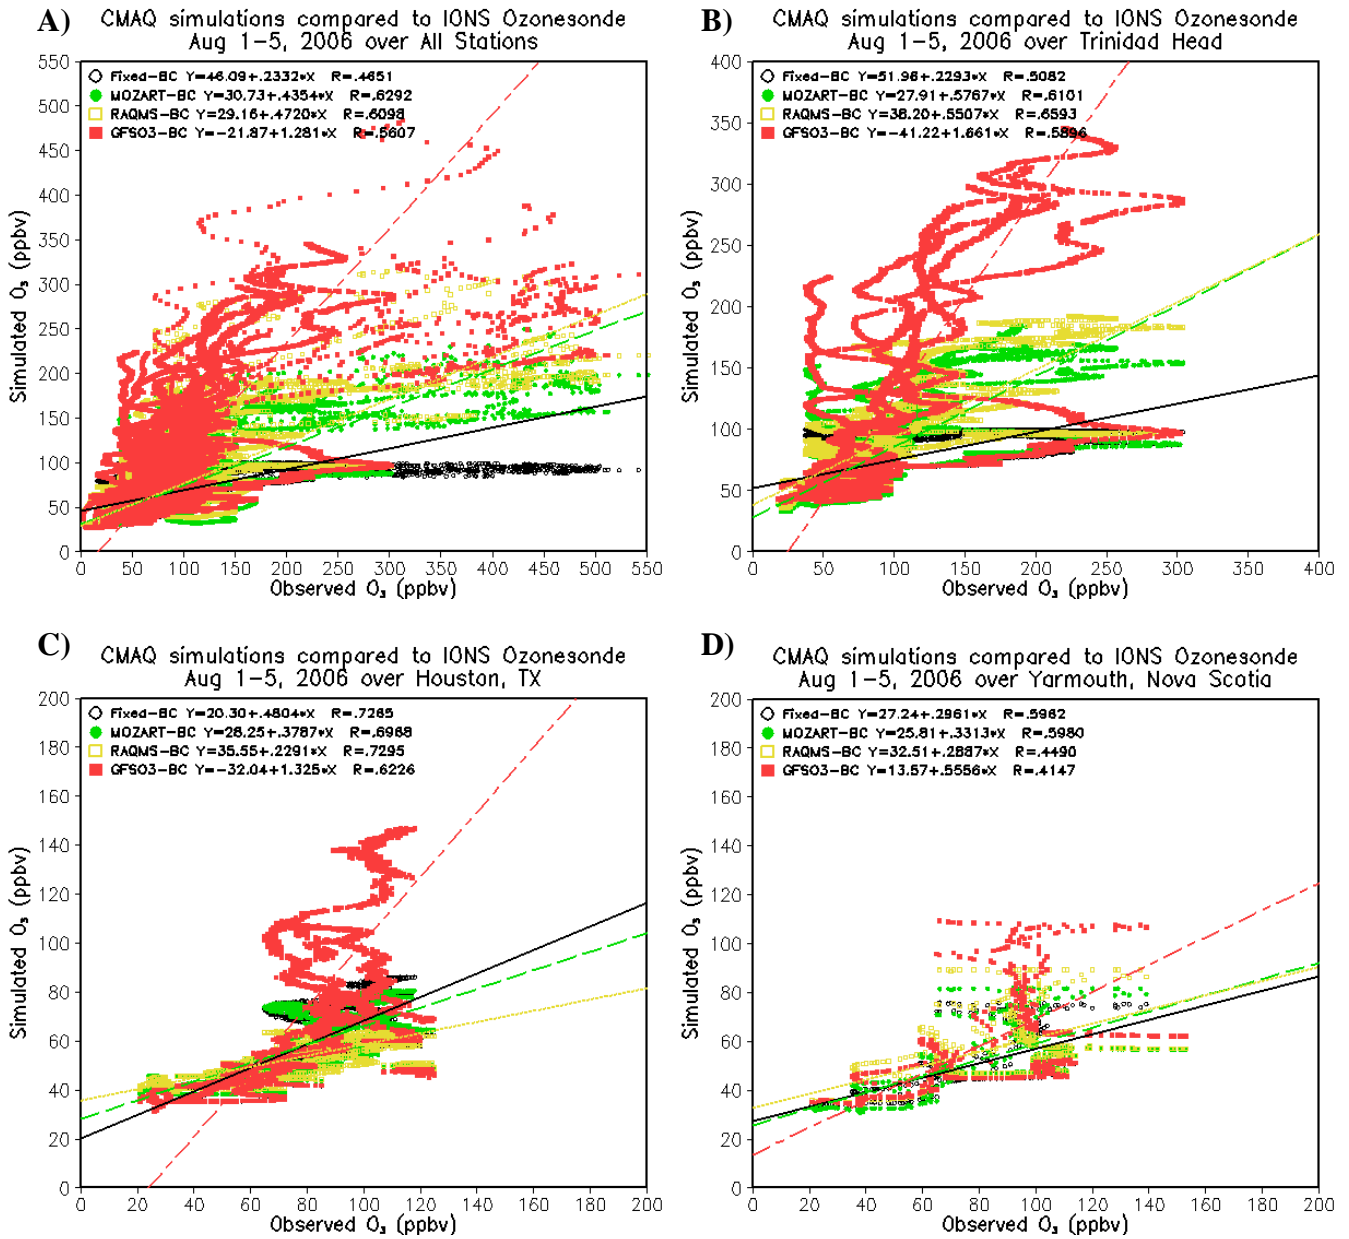 A)
CMAQ simulations compared to IONS Ozonesonde
Aug 1-5, 2006 over All Stations
Fixed-BC Y=46.09+.2332*X R=.4651
MOZART-BC Y=30.73+.4354*X R=.6292
RAQMS-BC Y=29.16+.4720*X R=.6098
GFSO3-BC Y=-21.87+1.281*X R=.5607
550
500
450
400
350
300
250
200
150
100
50
0
Simulated O₃ (ppbv)
0 50 100 150 200 250 300 350 400 450 500 550
Observed O₃ (ppbv)
B)
CMAQ simulations compared to IONS Ozonesonde
Aug 1-5, 2006 over Trinidad Head
Fixed-BC Y=51.96+.2293*X R=.5082
MOZART-BC Y=27.91+.5767*X R=.6101
RAQMS-BC Y=38.20+.5507*X R=.6593
GFSO3-BC Y=-41.22+1.661*X R=.5896
400
350
300
250
200
150
100
50
0
Simulated O₃ (ppbv)
0 50 100 150 200 250 300 350 400
Observed O₃ (ppbv)
C)
CMAQ simulations compared to IONS Ozonesonde
Aug 1-5, 2006 over Houston, TX
Fixed-BC Y=20.30+.4804*X R=.7265
MOZART-BC Y=28.25+.3787*X R=.6968
RAQMS-BC Y=35.55+.2291*X R=.7295
GFSO3-BC Y=-32.04+1.325*X R=.6226
200
180
160
140
120
100
80
60
40
20
0
Simulated O₃ (ppbv)
0 20 40 60 80 100 120 140 160 180 200
Observed O₃ (ppbv)
D)
CMAQ simulations compared to IONS Ozonesonde
Aug 1-5, 2006 over Yarmouth, Nova Scotia
Fixed-BC Y=27.24+.2961*X R=.5962
MOZART-BC Y=25.81+.3313*X R=.5980
RAQMS-BC Y=32.51+.2887*X R=.4490
GFSO3-BC Y=13.57+.5556*X R=.4147
200
180
160
140
120
100
80
60
40
20
0
Simulated O₃ (ppbv)
0 20 40 60 80 100 120 140 160 180 200
Observed O₃ (ppbv)